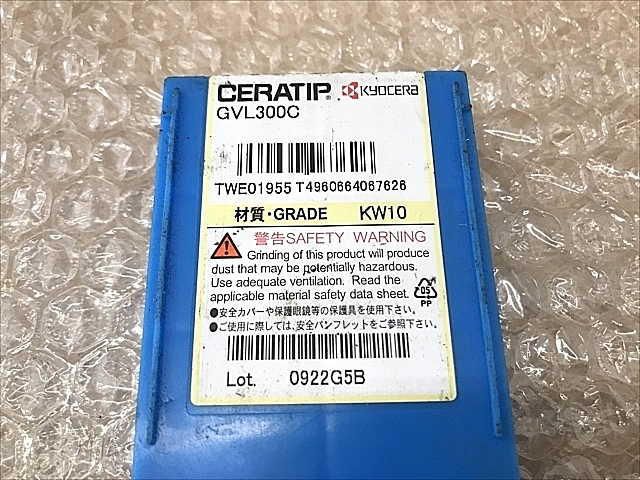 CERATIP® KYOCERA
GVL300C
TWE01955 T4960664067626
材質・GRADE KW10
警告SAFETY WARNING
Grinding of this product will produce
dust that may be potentially hazardous.
Use adequate ventilation. Read the
applicable material safety data sheet.
05
PP
●安全カバーや保護眼鏡等の保護具を使用下さい。
●ご使用に際しては、安全パンフレットをご参照下さい。
Lot. 0922G5B